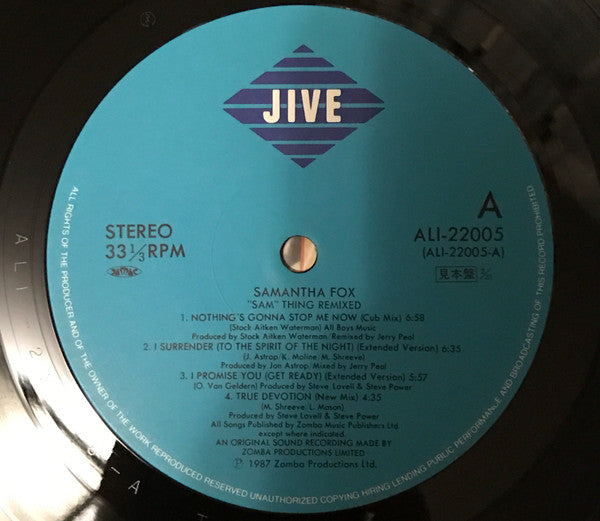 JIVE
STEREO
33 1/3 RPM
A
ALI-22005
(ALI-22005-A)
見本盤
SAMANTHA FOX
"SAM" THING REMIXED
1. NOTHING'S GONNA STOP ME NOW (Cub Mix) 6:58
(Stock Aitken Waterman) All Boys Music
Produced by Stock Aitken Waterman/Remixed by Jerry Peal
2. I SURRENDER (TO THE SPIRIT OF THE NIGHT) (Extended Version) 6:35
(J. Astrop/K. Moline/M. Shreeve)
Produced by Jon Astrop/Mixed by Jerry Peal
3. I PROMISE YOU (GET READY) (Extended Version) 5:57
(O. Van Geldern) Produced by Steve Lovell & Steve Power
4. TRUE DEVOTION (New Mix) 4:35
(M. Shreeve/L. Mason)
Produced by Steve Lovell & Steve Power
All Songs Published by Zomba Music Publishers Ltd.
except where indicated.
AN ORIGINAL SOUND RECORDING MADE BY
ZOMBA PRODUCTIONS LIMITED
℗ 1987 Zomba Productions Ltd.
ALL RIGHTS OF THE PRODUCER AND OF THE OWNER OF THE WORK REPRODUCED RESERVED UNAUTHORIZED COPYING HIRING LENDING PUBLIC PERFORMANCE AND BROADCASTING OF THIS RECORD PROHIBITED